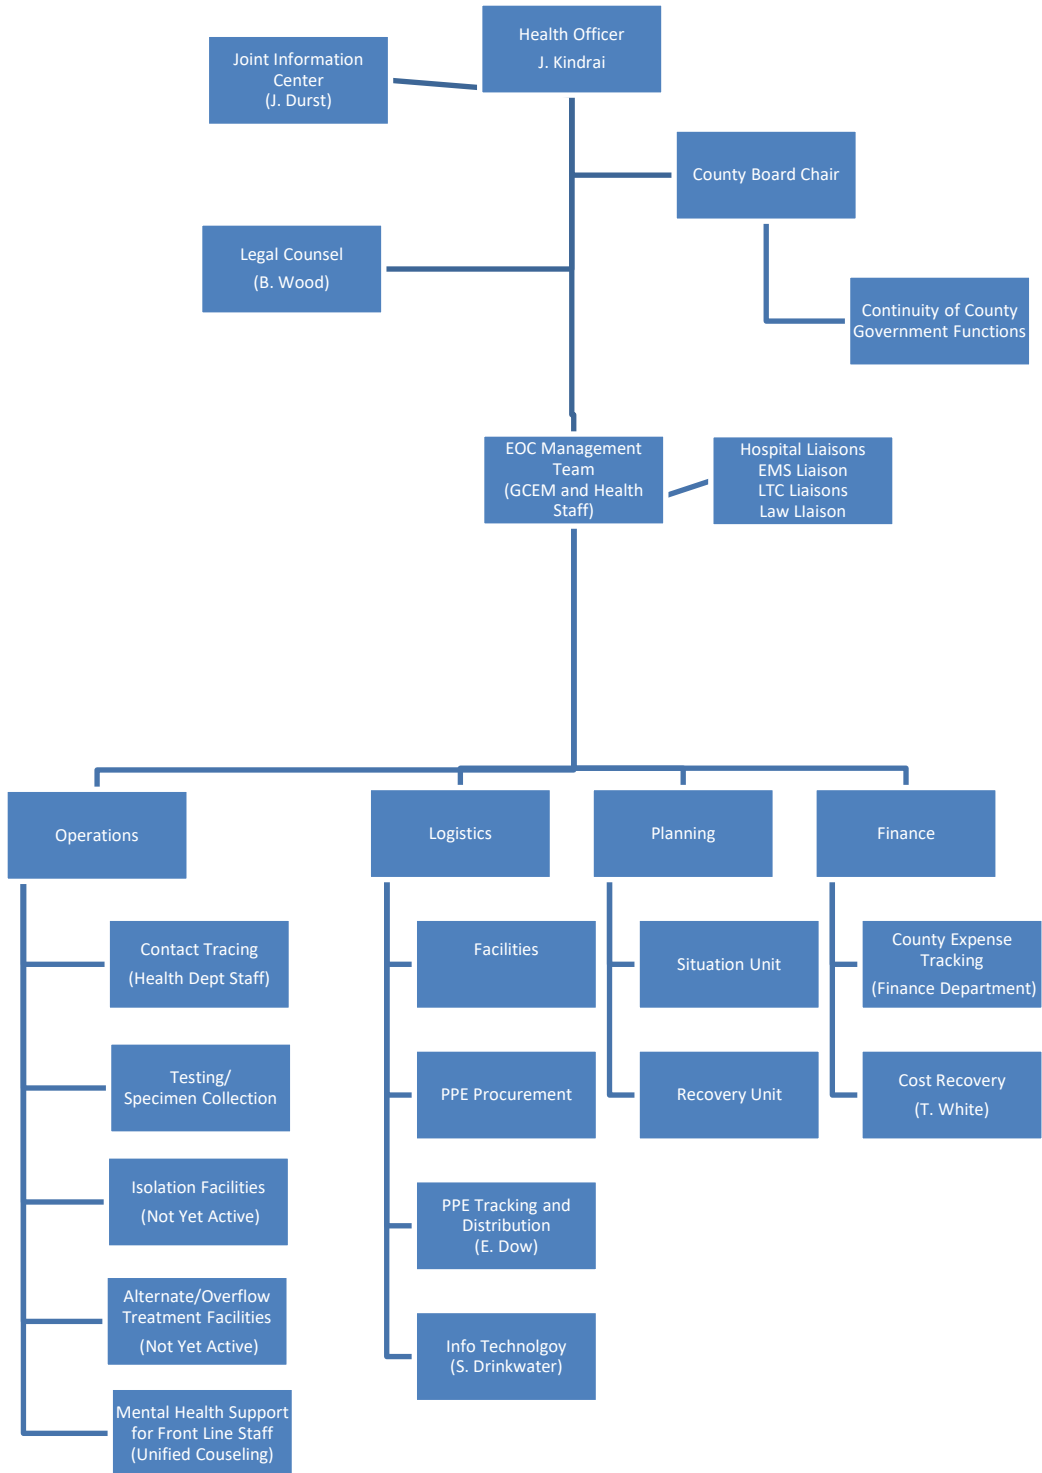 Health Officer
J. Kindrai
Joint Information
Center
(J. Durst)
County Board Chair
Legal Counsel
(B. Wood)
Continuity of County
Government Functions
EOC Management
Team
(GCEM and Health
Staff)
Hospital Liaisons
EMS Liaison
LTC Liaisons
Law LIaison
Operations
Logistics
Planning
Finance
Contact Tracing
(Health Dept Staff)
Testing/
Specimen Collection
Isolation Facilities
(Not Yet Active)
Alternate/Overflow
Treatment Facilities
(Not Yet Active)
Mental Health Support
for Front Line Staff
(Unified Couseling)
Facilities
PPE Procurement
PPE Tracking and
Distribution
(E. Dow)
Info Technolgoy
(S. Drinkwater)
Situation Unit
Recovery Unit
County Expense
Tracking
(Finance Department)
Cost Recovery
(T. White)